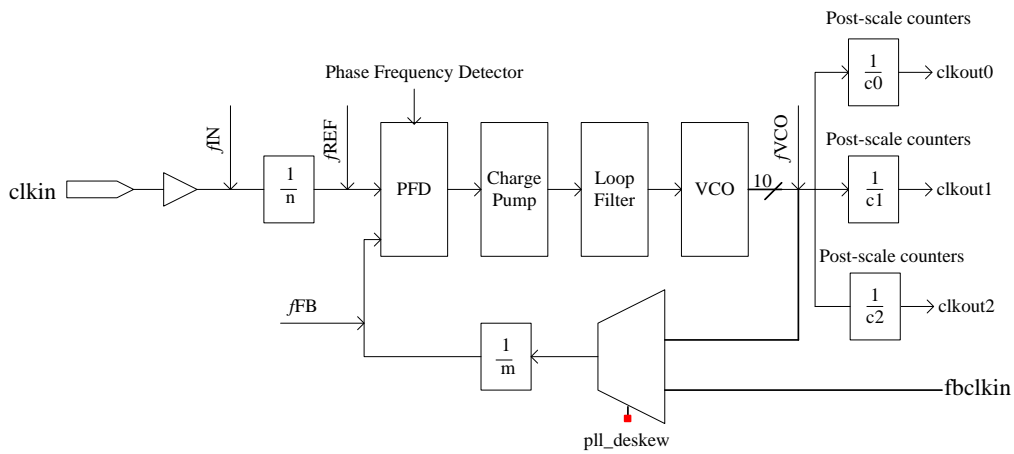 Post-scale counters
1
c0
clkout0
Phase Frequency Detector
fIN
fREF
fVCO
Post-scale counters
clkin
1
n
PFD
Charge
Pump
Loop
Filter
VCO
10
1
c1
clkout1
Post-scale counters
1
c2
clkout2
fFB
1
m
fbclkin
pll_deskew